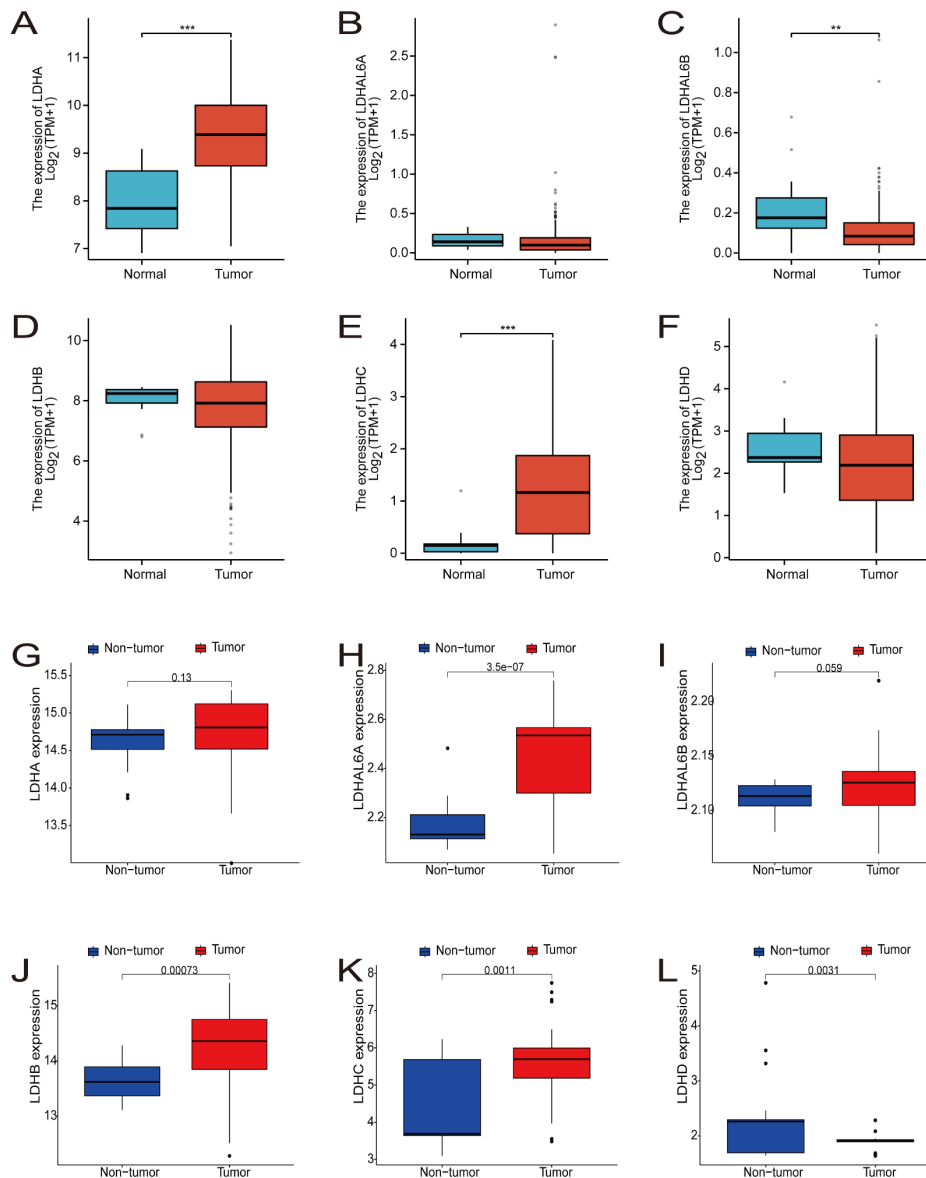 A
The expression of LDHA
Log2 (TPM+1)
***
11
10
9
8
7
Normal Tumor
B
The expression of LDHAL6A
Log2 (TPM+1)
3.0
2.5
2.0
1.5
1.0
0.5
0.0
Normal Tumor
C
The expression of LDHAL6B
Log2 (TPM+1)
**
1.0
0.8
0.6
0.4
0.2
0.0
Normal Tumor
D
The expression of LDHB
Log2 (TPM+1)
10
8
6
4
Normal Tumor
E
The expression of LDHC
Log2 (TPM+1)
***
4
3
2
1
0
Normal Tumor
F
The expression of LDHD
Log2 (TPM+1)
5
4
3
2
1
0
Normal Tumor
G
Non-tumor Tumor
LDHA expression
0.13
15.5
15.0
14.5
14.0
13.5
Non-tumor Tumor
H
Non-tumor Tumor
LDHAL6A expression
3.5e-07
2.8
2.6
2.4
2.2
Non-tumor Tumor
I
Non-tumor Tumor
LDHAL6B expression
0.059
2.20
2.15
2.10
Non-tumor Tumor
J
Non-tumor Tumor
LDHB expression
0.00073
15
14
13
Non-tumor Tumor
K
Non-tumor Tumor
LDHC expression
0.0011
8
7
6
5
4
3
Non-tumor Tumor
L
Non-tumor Tumor
LDHD expression
0.0031
5
4
3
2
Non-tumor Tumor